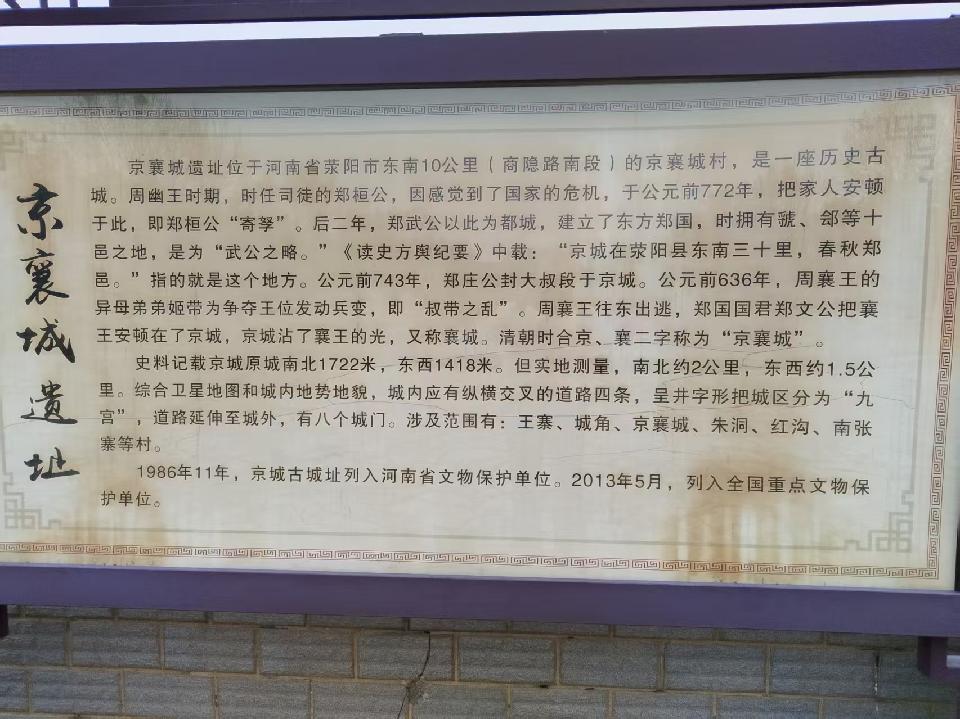 京襄城遗址
京襄城遗址位于河南省荥阳市东南10公里（商隐路南段）的京襄城村，是一座历史古
城。周幽王时期，时任司徒的郑桓公，因感觉到了国家的危机，于公元前772年，把家人安顿
于此，即郑桓公“寄孥”。后二年，郑武公以此为都城，建立了东方郑国，时拥有虢、郐等十
邑之地，是为“武公之略。”《读史方舆纪要》中载：“京城在荥阳县东南三十里，春秋郑
邑。”指的就是这个地方。公元前743年，郑庄公封大叔段于京城。公元前636年，周襄王的
异母弟弟姬带为争夺王位发动兵变，即“叔带之乱”。周襄王往东出逃，郑国国君郑文公把襄
王安顿在了京城，京城沾了襄王的光，又称襄城。清朝时合京、襄二字称为“京襄城”。
史料记载京城原城南北1722米，东西1418米。但实地测量，南北约2公里，东西约1.5公
里。综合卫星地图和城内地势地貌，城内应有纵横交叉的道路四条，呈井字形把城区分为“九
宫”，道路延伸至城外，有八个城门。涉及范围有：王寨、城角、京襄城、朱洞、红沟、南张
寨等村。
1986年11年，京城古城址列入河南省文物保护单位。2013年5月，列入全国重点文物保
护单位。